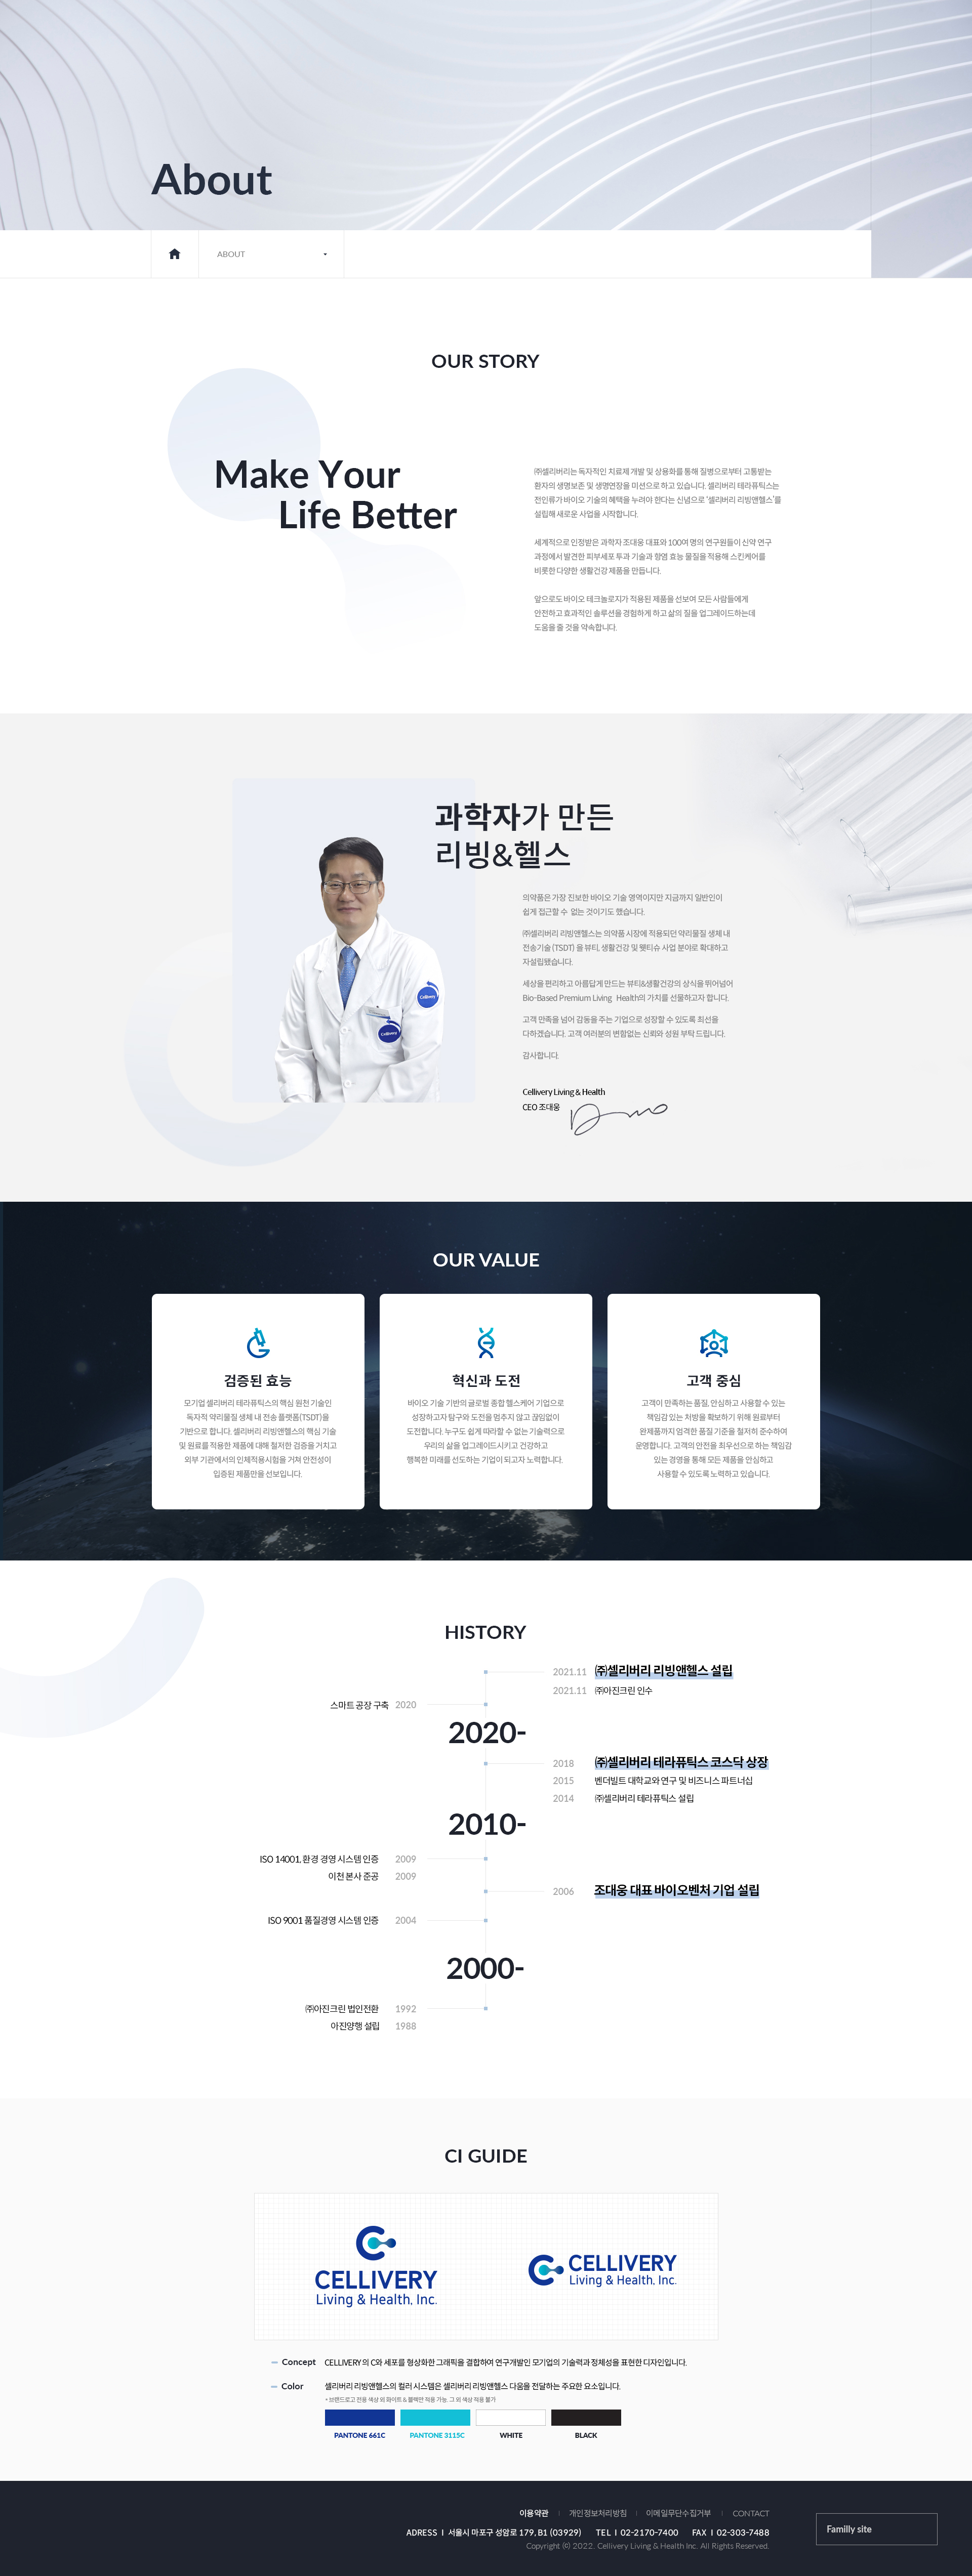 About
ABOUT
OUR STORY
Make Your
Life Better
㈜셀리버리는 독자적인 치료제 개발 및 상용화를 통해 질병으로부터 고통받는
환자의 생명보존 및 생명연장을 미션으로 하고 있습니다. 셀리버리 테라퓨틱스는
전인류가 바이오 기술의 혜택을 누려야 한다는 신념으로 '셀리버리 리빙앤헬스'를
설립해 새로운 사업을 시작합니다.
세계적으로 인정받은 과학자 조대웅 대표와 100여 명의 연구원들이 신약 연구
과정에서 발견한 피부세포 투과 기술과 항염 효능 물질을 적용해 스킨케어를
비롯한 다양한 생활건강 제품을 만듭니다.
앞으로도 바이오 테크놀로지가 적용된 제품을 선보여 모든 사람들에게
안전하고 효과적인 솔루션을 경험하게 하고 삶의 질을 업그레이드하는데
도움을 줄 것을 약속합니다.
과학자가 만든
리빙&헬스
의약품은 가장 진보한 바이오 기술 영역이지만 지금까지 일반인이
쉽게 접근할 수 없는 것이기도 했습니다.
㈜셀리버리 리빙앤헬스는 의약품 시장에 적용되던 약리물질 생체 내
전송기술 (TSDT) 을 뷰티, 생활건강 및 펫티슈 사업 분야로 확대하고
자설립됐습니다.
세상을 편리하고 아름답게 만드는 뷰티&생활건강의 상식을 뛰어넘어
Bio-Based Premium Living Health의 가치를 선물하고자 합니다.
고객 만족을 넘어 감동을 주는 기업으로 성장할 수 있도록 최선을
다하겠습니다. 고객 여러분의 변함없는 신뢰와 성원 부탁 드립니다.
감사합니다.
Cellivery Living & Health
CEO 조대웅
Cellivery
Cellivery
OUR VALUE
검증된 효능
모기업 셀리버리 테라퓨틱스의 핵심 원천 기술인
독자적 약리물질 생체 내 전송 플랫폼(TSDT)을
기반으로 합니다. 셀리버리 리빙앤헬스의 핵심 기술
및 원료를 적용한 제품에 대해 철저한 검증을 거치고
외부 기관에서의 인체적용시험을 거쳐 안전성이
입증된 제품만을 선보입니다.
혁신과 도전
바이오 기술 기반의 글로벌 종합 헬스케어 기업으로
성장하고자 탐구와 도전을 멈추지 않고 끊임없이
도전합니다. 누구도 쉽게 따라할 수 없는 기술력으로
우리의 삶을 업그레이드시키고 건강하고
행복한 미래를 선도하는 기업이 되고자 노력합니다.
고객 중심
고객이 만족하는 품질, 안심하고 사용할 수 있는
책임감 있는 처방을 확보하기 위해 원료부터
완제품까지 엄격한 품질 기준을 철저히 준수하여
운영합니다. 고객의 안전을 최우선으로 하는 책임감
있는 경영을 통해 모든 제품을 안심하고
사용할 수 있도록 노력하고 있습니다.
HISTORY
2021.11 ㈜셀리버리 리빙앤헬스 설립
2021.11 ㈜아진크린 인수
스마트 공장 구축 2020
2020-
2018 ㈜셀리버리 테라퓨틱스 코스닥 상장
2015 벤더빌트 대학교와 연구 및 비즈니스 파트너십
2014 ㈜셀리버리 테라퓨틱스 설립
2010-
ISO 14001, 환경 경영 시스템 인증 2009
이천 본사 준공 2009
2006 조대웅 대표 바이오벤처 기업 설립
ISO 9001 품질경영 시스템 인증 2004
2000-
㈜아진크린 법인전환 1992
아진양행 설립 1988
CI GUIDE
CELLIVERY
Living & Health, Inc.
CELLIVERY
Living & Health, Inc.
Concept CELLIVERY 의 C와 세포를 형상화한 그래픽을 결합하여 연구개발인 모기업의 기술력과 정체성을 표현한 디자인입니다.
Color 셀리버리 리빙앤헬스의 컬러 시스템은 셀리버리 리빙앤헬스 다움을 전달하는 주요한 요소입니다.
* 브랜드로고 전용 색상 외 화이트 & 블랙만 적용 가능. 그 외 색상 적용 불가
PANTONE 661C PANTONE 3115C WHITE BLACK
이용약관 | 개인정보처리방침 | 이메일무단수집거부 | CONTACT
ADRESS I 서울시 마포구 성암로 179, B1 (03929) TEL I 02-2170-7400 FAX I 02-303-7488
Copyright ⓒ 2022. Cellivery Living & Health Inc. All Rights Reserved.
Familly site